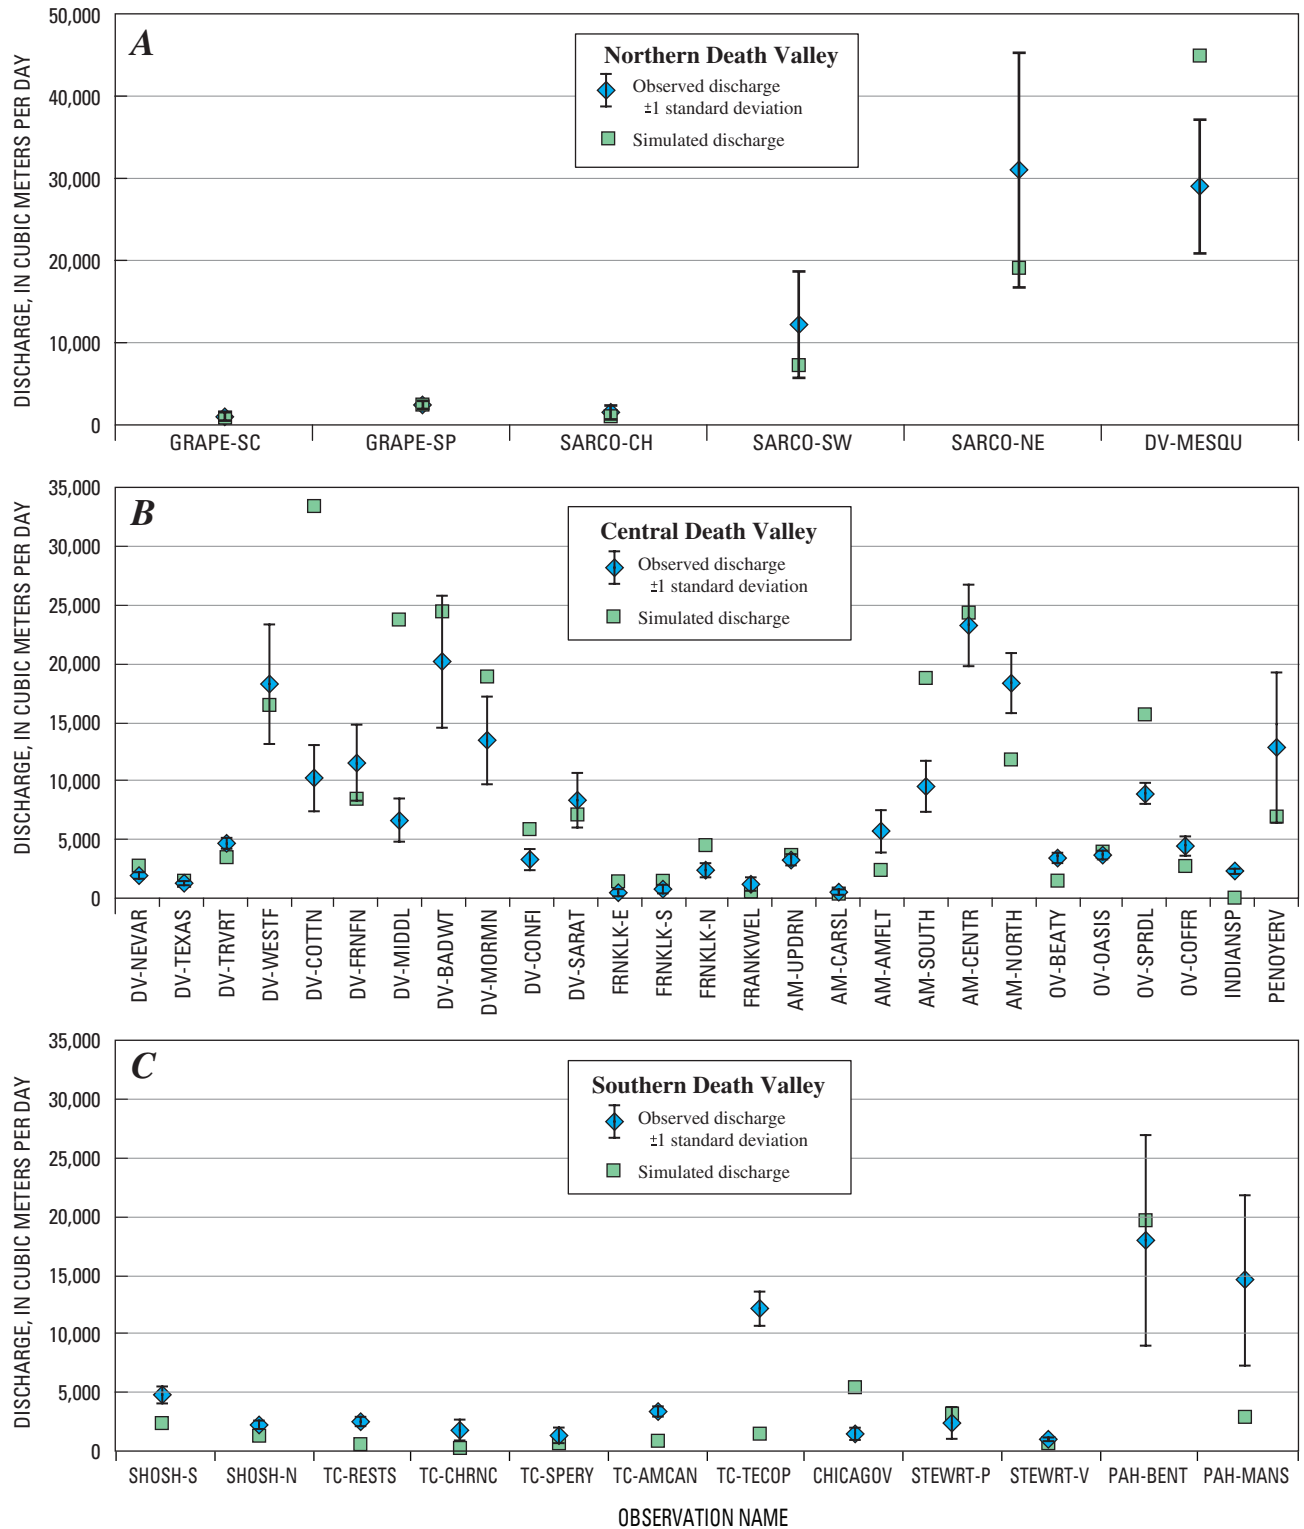 A
Northern Death Valley
Observed discharge
±1 standard deviation
Simulated discharge
DISCHARGE, IN CUBIC METERS PER DAY
50,000
40,000
30,000
20,000
10,000
0
GRAPE-SC GRAPE-SP SARCO-CH SARCO-SW SARCO-NE DV-MESQU
B
Central Death Valley
Observed discharge
±1 standard deviation
Simulated discharge
DISCHARGE, IN CUBIC METERS PER DAY
35,000
30,000
25,000
20,000
15,000
10,000
5,000
0
DV-NEVAR
DV-TEXAS
DV-TRVRT
DV-WESTF
DV-COTTN
DV-FRNFN
DV-MIDDL
DV-BADWT
DV-MORMN
DV-CONFI
DV-SARAT
FRNKLK-E
FRNKLK-S
FRNKLK-N
FRANKWEL
AM-UPDRN
AM-CARSL
AM-AMFLT
AM-SOUTH
AM-CENTR
AM-NORTH
OV-BEATY
OV-OASIS
OV-SPRDL
OV-COFFR
INDIANSP
PENOYERV
C
Southern Death Valley
Observed discharge
±1 standard deviation
Simulated discharge
DISCHARGE, IN CUBIC METERS PER DAY
35,000
30,000
25,000
20,000
15,000
10,000
5,000
0
SHOSH-S SHOSH-N TC-RESTS TC-CHRNC TC-SPERY TC-AMCAN TC-TECOP CHICAGOV STEWRT-P STEWRT-V PAH-BENT PAH-MANS
OBSERVATION NAME